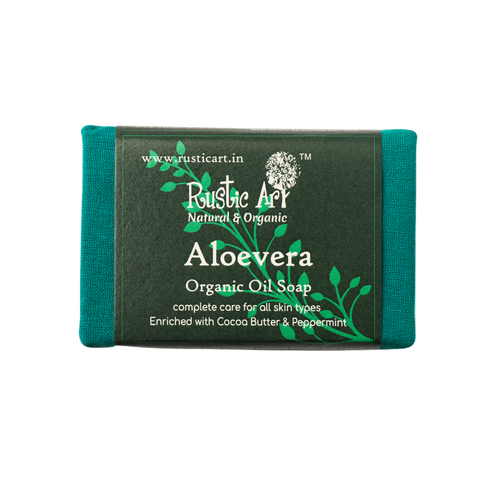 www.rusticart.in
TM
Rustic Art
Natural & Organic
Aloevera
Organic Oil Soap
complete care for all skin types
Enriched with Cocoa Butter & Peppermint